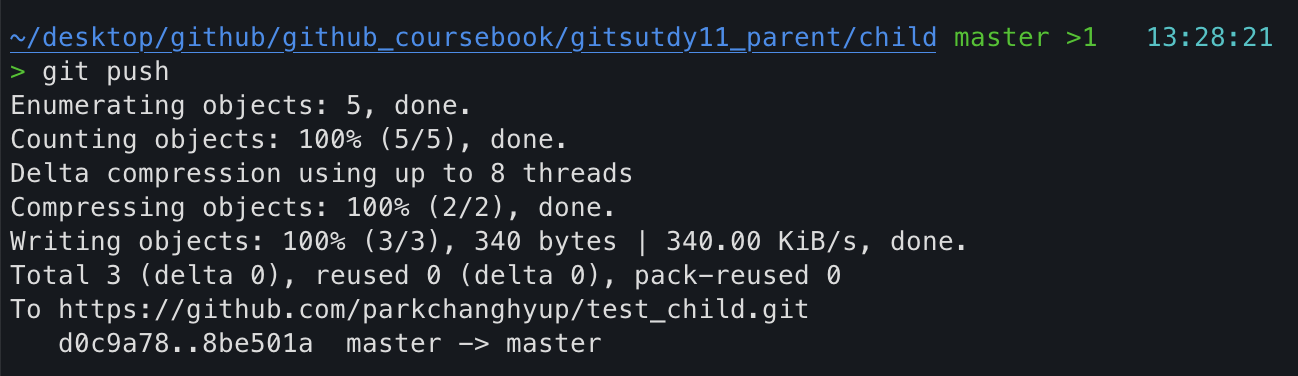 ~/desktop/github/github_coursebook/gitsutdy11_parent/child master >1 13:28:21
> git push
Enumerating objects: 5, done.
Counting objects: 100% (5/5), done.
Delta compression using up to 8 threads
Compressing objects: 100% (2/2), done.
Writing objects: 100% (3/3), 340 bytes | 340.00 KiB/s, done.
Total 3 (delta 0), reused 0 (delta 0), pack-reused 0
To https://github.com/parkchanghyup/test_child.git
   d0c9a78..8be501a  master -> master